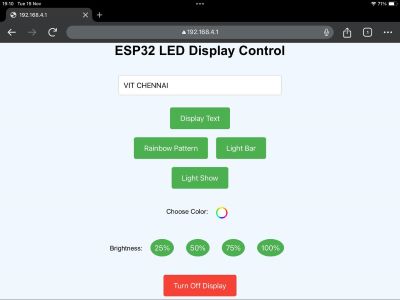 19:10 Tue 19 Nov
71%
192.168.4.1
192.168.4.1
1
ESP32 LED Display Control
VIT CHENNAI
Display Text
Rainbow Pattern Light Bar
Light Show
Choose Color:
Brightness: 25% 50% 75% 100%
Turn Off Display